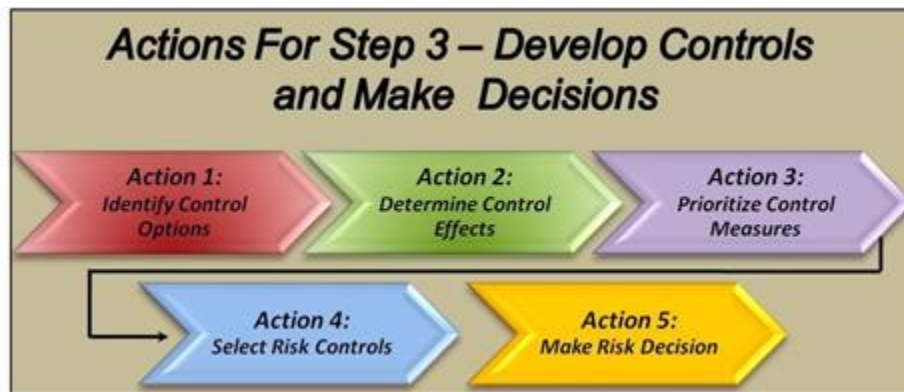 Actions For Step 3 – Develop Controls
and Make Decisions
Action 1:
Identify Control
Options
Action 2:
Determine Control
Effects
Action 3:
Prioritize Control
Measures
Action 4:
Select Risk Controls
Action 5:
Make Risk Decision